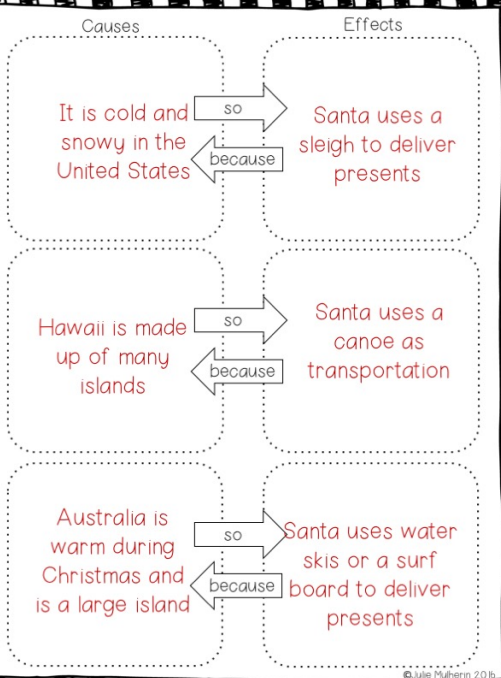 Causes
Effects
It is cold and
snowy in the
United States
so
because
Santa uses a
sleigh to deliver
presents
Hawaii is made
up of many
islands
so
because
Santa uses a
canoe as
transportation
Australia is
warm during
Christmas and
is a large island
so
because
Santa uses water
skis or a surf
board to deliver
presents
©Julie Mulherin 2016